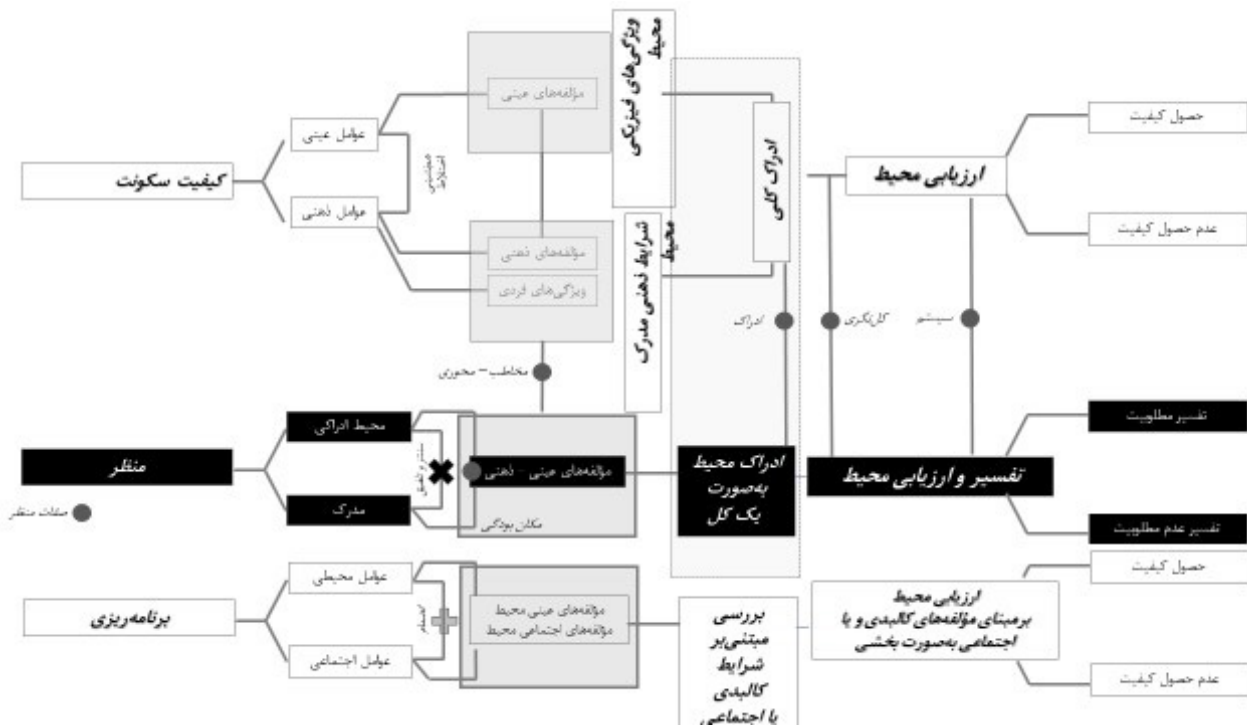 کیفیت سکونت
عوامل عینی
عوامل ذهنی
همنشینی
اختلاط
مؤلفه‌های عینی
مؤلفه‌های ذهنی
ویژگی‌های فردی
محیط
ویژگی‌های فیزیکی
محیط
شرایط ذهنی مدرک
ادراک کلی
ارزیابی محیط
حصول کیفیت
عدم حصول کیفیت
مخاطب – محوری
ادراک
کل‌نگری
سیستم
منظر
صفات منظر
محیط ادراکی
مدرک
مؤلفه‌های عینی - ذهنی
مکان بودگی
ادراک محیط
به‌صورت
یک کل
تفسیر و ارزیابی محیط
تفسیر مطلوبیت
تفسیر عدم مطلوبیت
برنامه‌ریزی
عوامل محیطی
عوامل اجتماعی
انضمام
مؤلفه‌های عینی محیط
مؤلفه‌های اجتماعی محیط
بررسی
مبتنی‌بر
شرایط
کالبدی
یا اجتماعی
ارزیابی محیط
برمبنای مؤلفه‌های کالبدی و یا
اجتماعی به‌صورت بخشی
حصول کیفیت
عدم حصول کیفیت